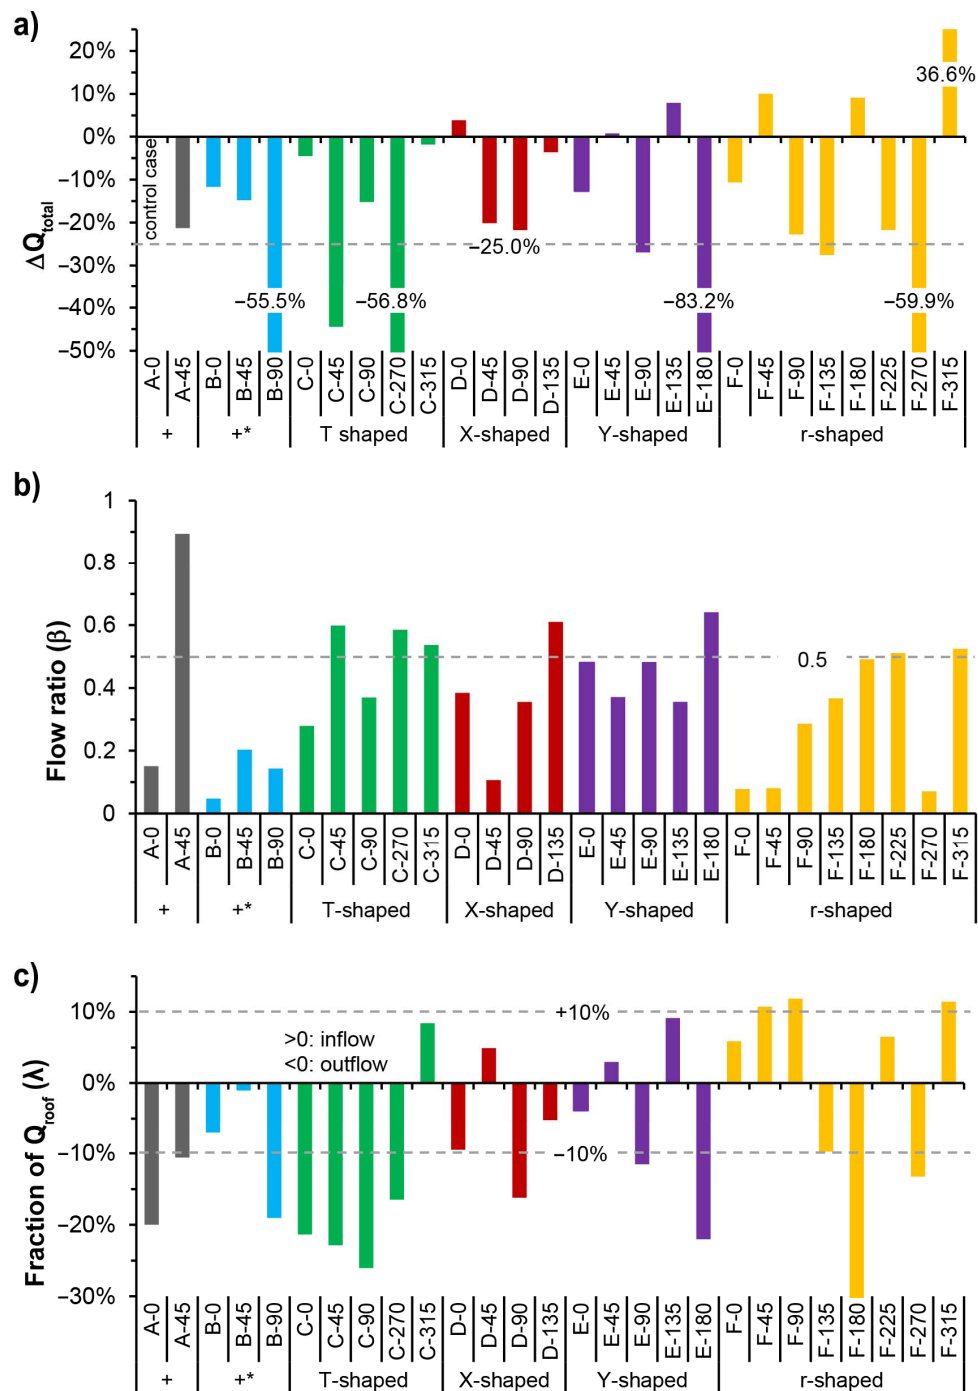 a)
20%
10%
0%
−10%
−20%
−30%
−40%
−50%
ΔQtotal
control case
−55.5%
−56.8%
−25.0%
−83.2%
−59.9%
36.6%
A-0 A-45 B-0 B-45 B-90 C-0 C-45 C-90 C-270 C-315 D-0 D-45 D-90 D-135 E-0 E-45 E-90 E-135 E-180 F-0 F-45 F-90 F-135 F-180 F-225 F-270 F-315
+ +* T shaped X-shaped Y-shaped r-shaped
b)
1
0.8
0.6
0.4
0.2
0
Flow ratio (β)
0.5
A-0 A-45 B-0 B-45 B-90 C-0 C-45 C-90 C-270 C-315 D-0 D-45 D-90 D-135 E-0 E-45 E-90 E-135 E-180 F-0 F-45 F-90 F-135 F-180 F-225 F-270 F-315
+ +* T-shaped X-shaped Y-shaped r-shaped
c)
10%
0%
−10%
−20%
−30%
Fraction of Qroof (λ)
+10%
>0: inflow
<0: outflow
−10%
A-0 A-45 B-0 B-45 B-90 C-0 C-45 C-90 C-270 C-315 D-0 D-45 D-90 D-135 E-0 E-45 E-90 E-135 E-180 F-0 F-45 F-90 F-135 F-180 F-225 F-270 F-315
+ +* T-shaped X-shaped Y-shaped r-shaped